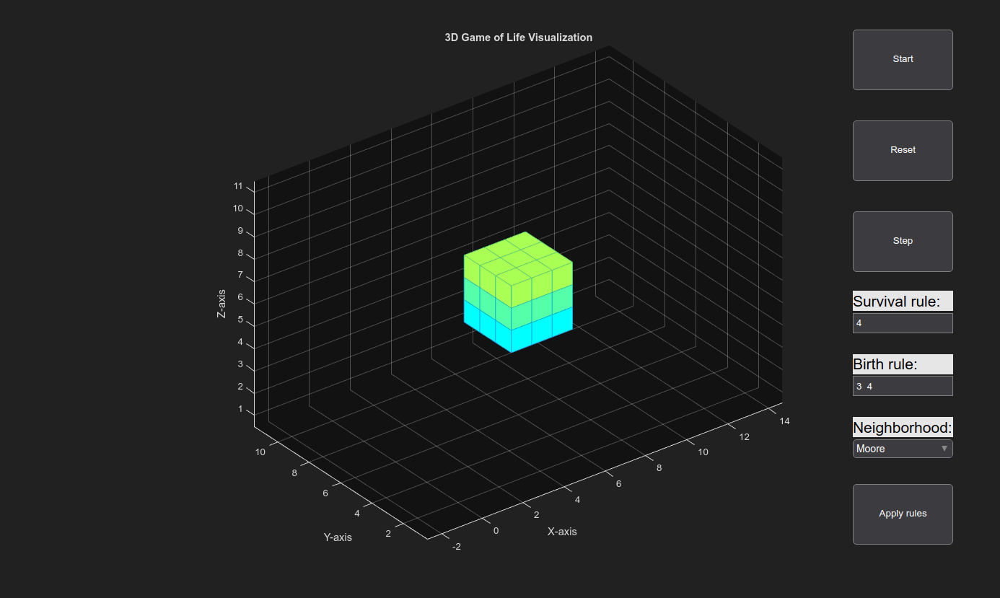 3D Game of Life Visualization
11
10
9
8
7
6
5
4
3
2
1
Z-axis
10
8
6
4
2
Y-axis
-2
0
2
4
6
8
10
12
14
X-axis
Start
Reset
Step
Survival rule:
4
Birth rule:
3 4
Neighborhood:
Moore
Apply rules